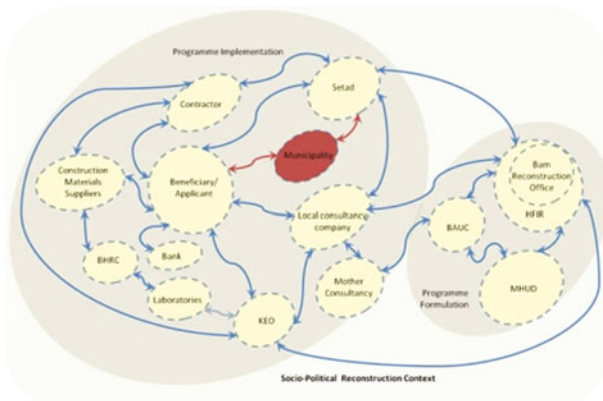 Programme Implementation
Setad
Contractor
Municipality
Bam
Reconstruction
Office
HFIR
Construction
Materials
Suppliers
Beneficiary/
Applicant
Local consultancy
company
BAUC
BHRC
Bank
Mother
Consultancy
MHUD
Laboratories
Programme
Formulation
KEO
Socio-Political Reconstruction Context